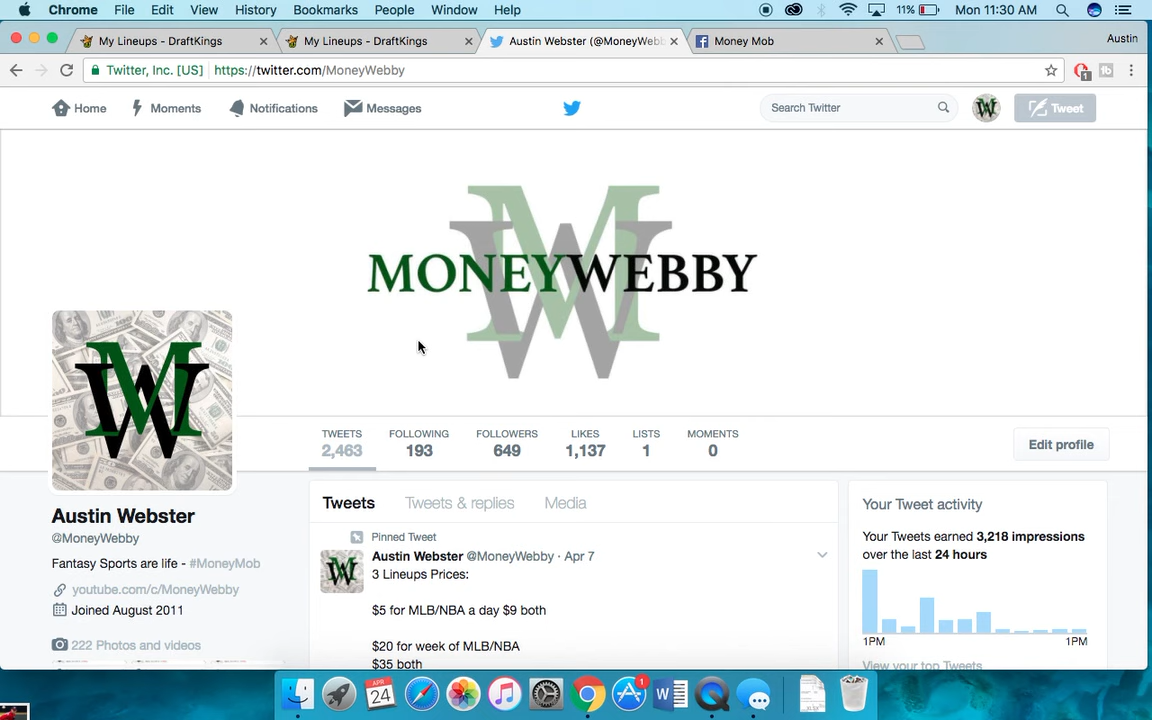 Chrome File Edit View History Bookmarks People Window Help 11% Mon 11:30 AM
My Lineups - DraftKings My Lineups - DraftKings Austin Webster (@MoneyWebb Money Mob Austin
Twitter, Inc. [US] https://twitter.com/MoneyWebby
Home Moments Notifications Messages Search Twitter Tweet
MONEYWEBBY
MW
TWEETS FOLLOWING FOLLOWERS LIKES LISTS MOMENTS
2,463 193 649 1,137 1 0
Edit profile
Austin Webster
@MoneyWebby
Fantasy Sports are life - #MoneyMob
youtube.com/c/MoneyWebby
Joined August 2011
222 Photos and videos
Tweets Tweets & replies Media
Pinned Tweet
Austin Webster @MoneyWebby · Apr 7
3 Lineups Prices:
$5 for MLB/NBA a day $9 both
$20 for week of MLB/NBA
$35 both
Your Tweet activity
Your Tweets earned 3,218 impressions
over the last 24 hours
1PM 1PM
View your top Tweets
APR
24
1